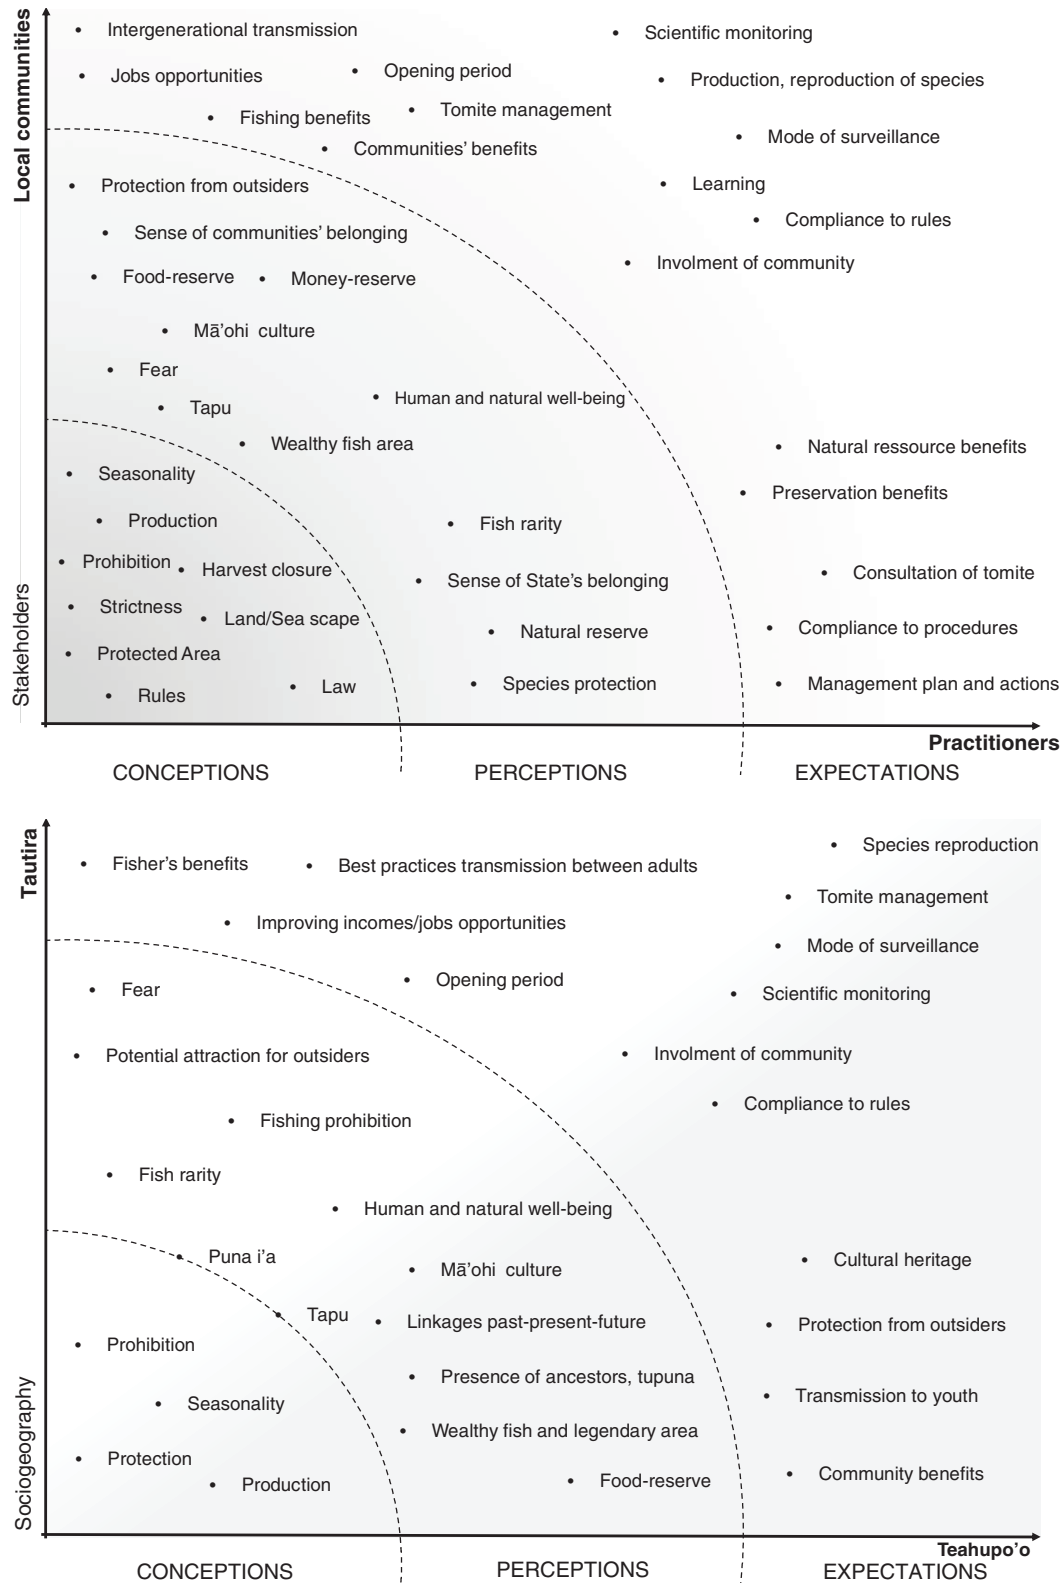 Local communities
Stakeholders
Intergenerational transmission
Scientific monitoring
Jobs opportunities
Opening period
Production, reproduction of species
Fishing benefits
Tomite management
Mode of surveillance
Communities’ benefits
Protection from outsiders
Learning
Compliance to rules
Sense of communities’ belonging
Involment of community
Food-reserve
Money-reserve
Mā’ohi culture
Fear
Human and natural well-being
Tapu
Wealthy fish area
Natural ressource benefits
Seasonality
Preservation benefits
Production
Fish rarity
Prohibition
Harvest closure
Sense of State’s belonging
Consultation of tomite
Strictness
Land/Sea scape
Natural reserve
Compliance to procedures
Protected Area
Rules
Law
Species protection
Management plan and actions
Practitioners
CONCEPTIONS
PERCEPTIONS
EXPECTATIONS
Tautira
Sociogeography
Species reproduction
Fisher’s benefits
Best practices transmission between adults
Tomite management
Improving incomes/jobs opportunities
Mode of surveillance
Opening period
Fear
Scientific monitoring
Potential attraction for outsiders
Involment of community
Compliance to rules
Fishing prohibition
Fish rarity
Human and natural well-being
Puna i’a
Mā’ohi culture
Cultural heritage
Tapu
Linkages past-present-future
Protection from outsiders
Prohibition
Presence of ancestors, tupuna
Transmission to youth
Seasonality
Wealthy fish and legendary area
Protection
Production
Food-reserve
Community benefits
Teahupo’o
CONCEPTIONS
PERCEPTIONS
EXPECTATIONS